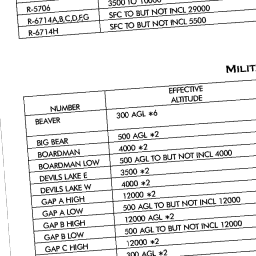 R-5706 3500 TO 10000
R-6714A,B,C,D,F,G SFC TO BUT NOT INCL 29000
R-6714H SFC TO BUT NOT INCL 5500
MILIT
NUMBER EFFECTIVE ALTITUDE
BEAVER 300 AGL *6
BIG BEAR 500 AGL *2
BOARDMAN 4000 *2
BOARDMAN LOW 500 AGL TO BUT NOT INCL 4000
DEVILS LAKE E 3500 *2
DEVILS LAKE W 4000 *2
GAP A HIGH 12000 *2
GAP A LOW 500 AGL TO BUT NOT INCL 12000
GAP B HIGH 12000 AGL *2
GAP B LOW 500 AGL TO BUT NOT INCL 12000
GAP C HIGH 12000 *2
300 AGL *2